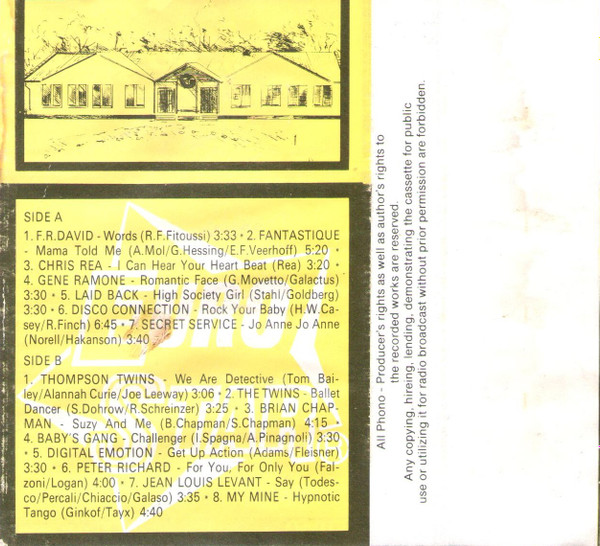 SIDE A
1. F.R.DAVID - Words (R.F.Fitoussi) 3:33 • 2. FANTASTIQUE
- Mama Told Me (A.Mol/G.Hessing/E.F.Veerhoff) 5:20 •
3. CHRIS REA - I Can Hear Your Heart Beat (Rea) 3:20 •
4. GENE RAMONE - Romantic Face (G.Movetto/Galactus)
3:30 • 5. LAID BACK - High Society Girl (Stahl/Goldberg)
3:30 • 6. DISCO CONNECTION - Rock Your Baby (H.W.Ca-
sey/R.Finch) 6:45 • 7. SECRET SERVICE - Jo Anne Jo Anne
(Norell/Hakanson) 3:40
SIDE B
1. THOMPSON TWINS - We Are Detective (Tom Bai-
ley/Alannah Curie/Joe Leeway) 3:06 • 2. THE TWINS - Ballet
Dancer (S.Dohrow/R.Schreinzer) 3:25 • 3. BRIAN CHAP-
MAN - Suzy And Me (B.Chapman/S.Chapman) 4:15 •
4. BABY'S GANG - Challenger (I.Spagna/A.Pinagnoli) 3:30
• 5. DIGITAL EMOTION - Get Up Action (Adams/Fleisner)
3:30 • 6. PETER RICHARD - For You, For Only You (Fal-
zoni/Logan) 4:00 • 7. JEAN LOUIS LEVANT - Say (Todes-
co/Percali/Chiaccio/Galaso) 3:35 • 8. MY MINE - Hypnotic
Tango (Ginkof/Tayx) 4:40
All Phono - Producer's rights as well as author's rights to
the recorded works are reserved.
Any copying, hireing, lending, demonstrating the cassette for public
use or utilizing it for radio broadcast without prior permission are forbidden.